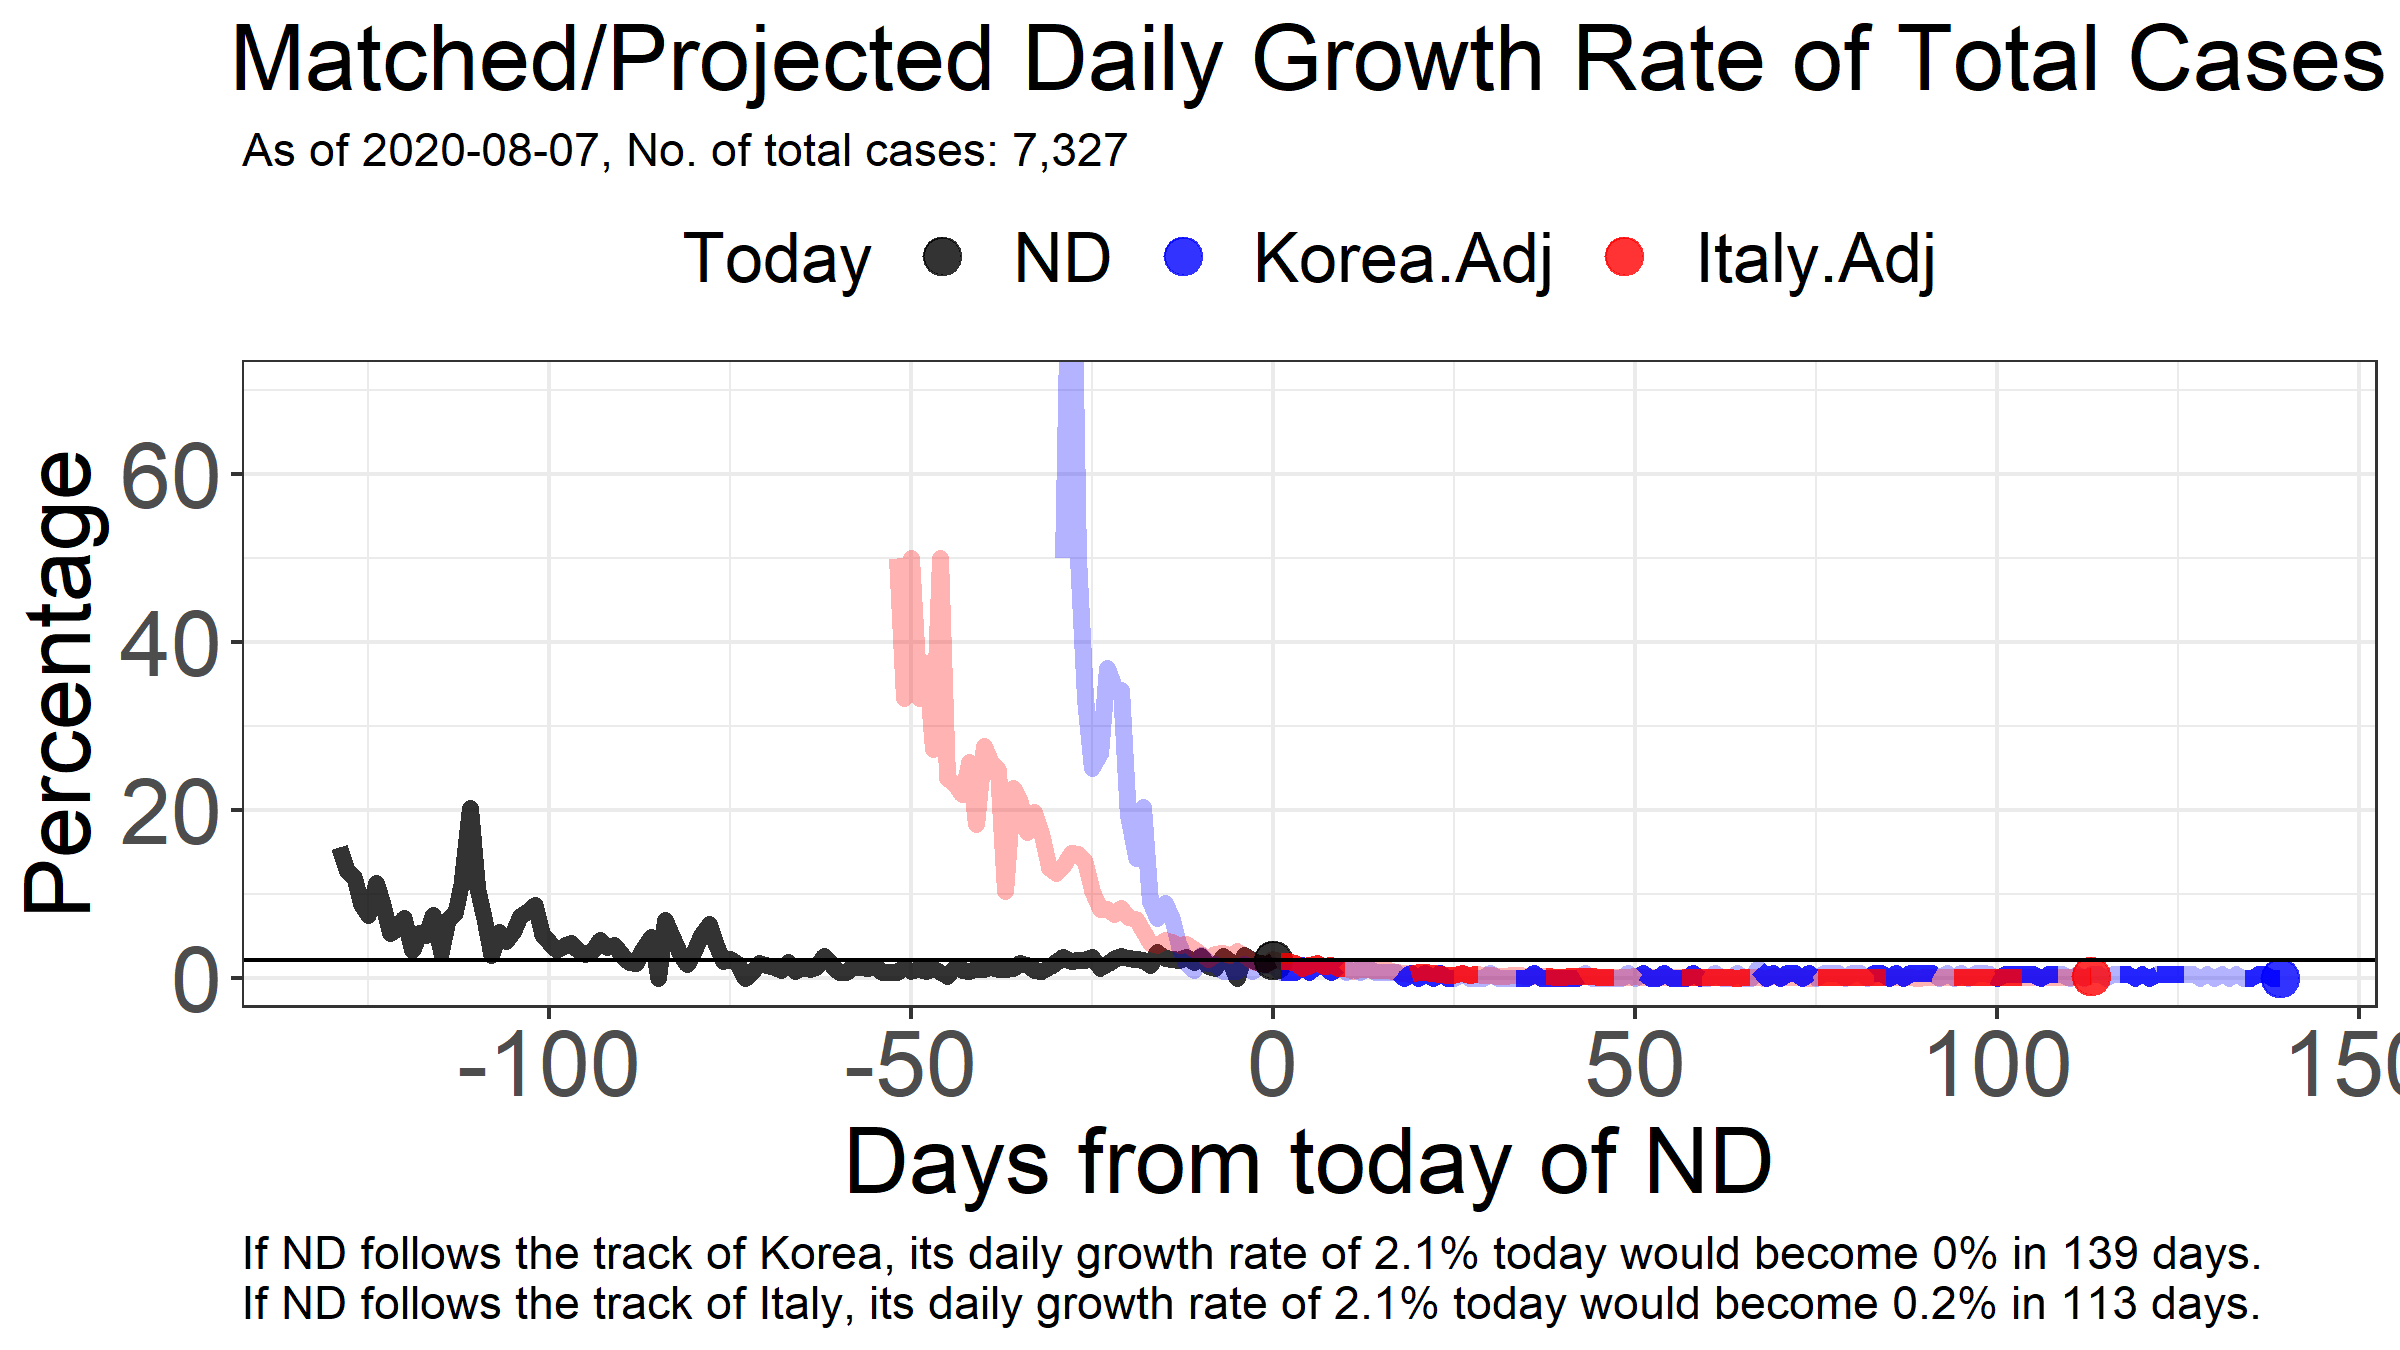 Matched/Projected Daily Growth Rate of Total Cases
As of 2020-08-07, No. of total cases: 7,327
Today ND Korea.Adj Italy.Adj
Percentage
60
40
20
0
-100 -50 0 50 100 150
Days from today of ND
If ND follows the track of Korea, its daily growth rate of 2.1% today would become 0% in 139 days.
If ND follows the track of Italy, its daily growth rate of 2.1% today would become 0.2% in 113 days.